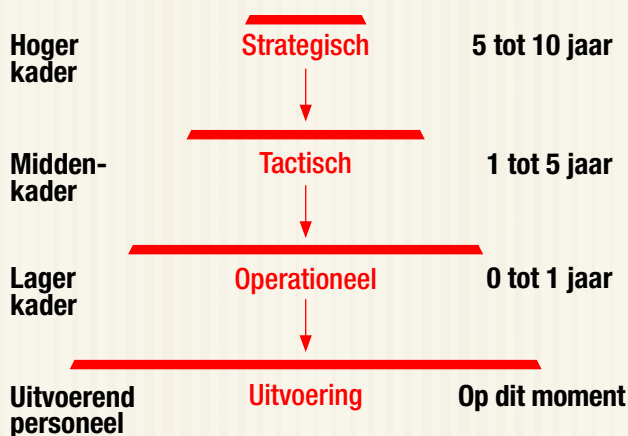 Hoger
kader
Strategisch
5 tot 10 jaar
Midden-
kader
Tactisch
1 tot 5 jaar
Lager
kader
Operationeel
0 tot 1 jaar
Uitvoerend
personeel
Uitvoering
Op dit moment